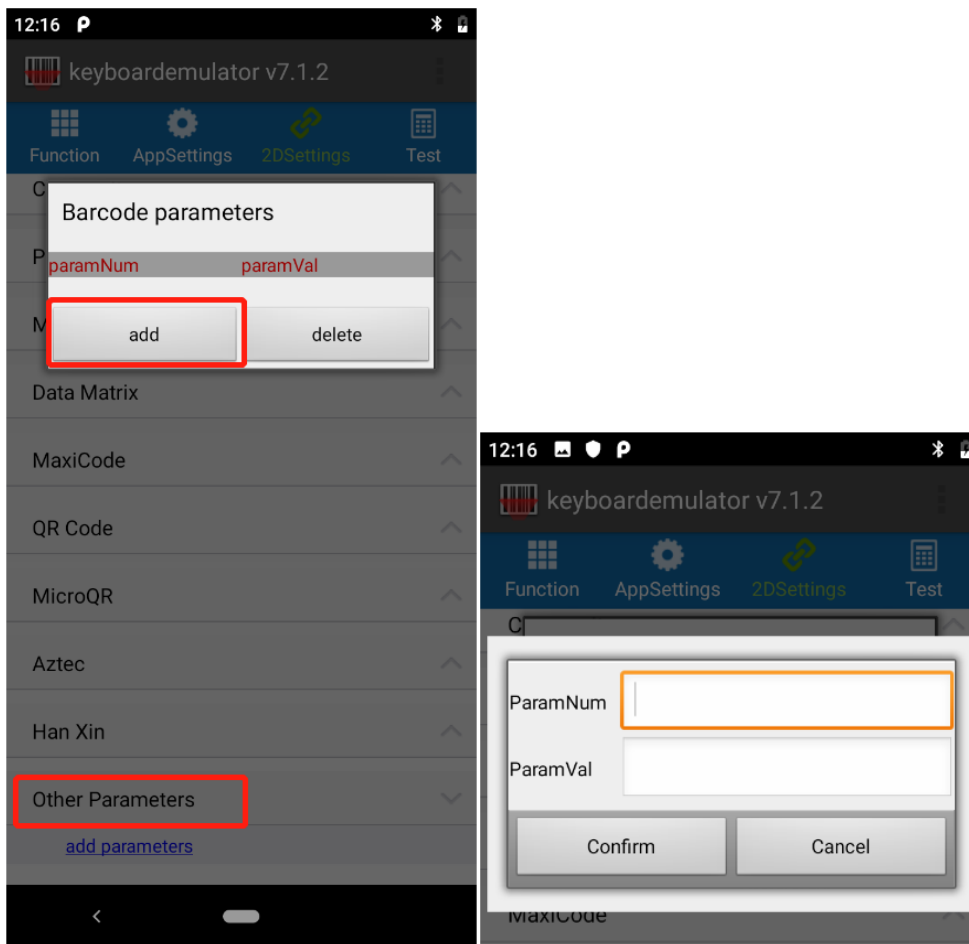 12:16
keyboardemulator v7.1.2
Function AppSettings 2DSettings Test
C
Barcode parameters
P
paramNum paramVal
M
add delete
Data Matrix
MaxiCode
QR Code
MicroQR
Aztec
Han Xin
Other Parameters
add parameters
12:16
keyboardemulator v7.1.2
Function AppSettings 2DSettings Test
C
ParamNum
ParamVal
Confirm Cancel
MaxiCode